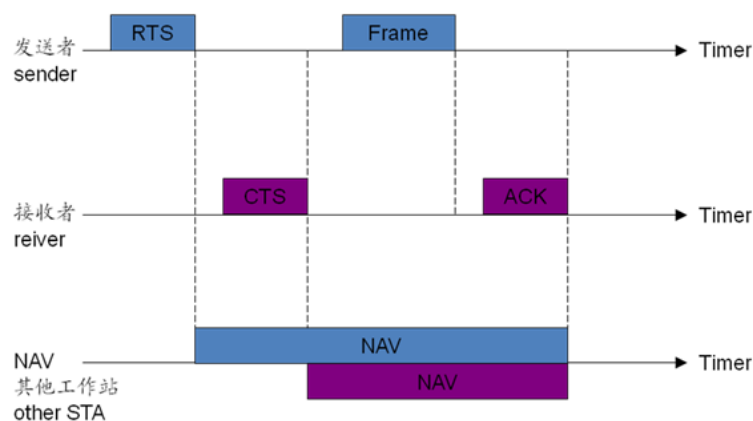 RTS
Frame
发送者
sender
Timer
CTS
ACK
接收者
reiver
Timer
NAV
NAV
Timer
其他工作站
NAV
other STA